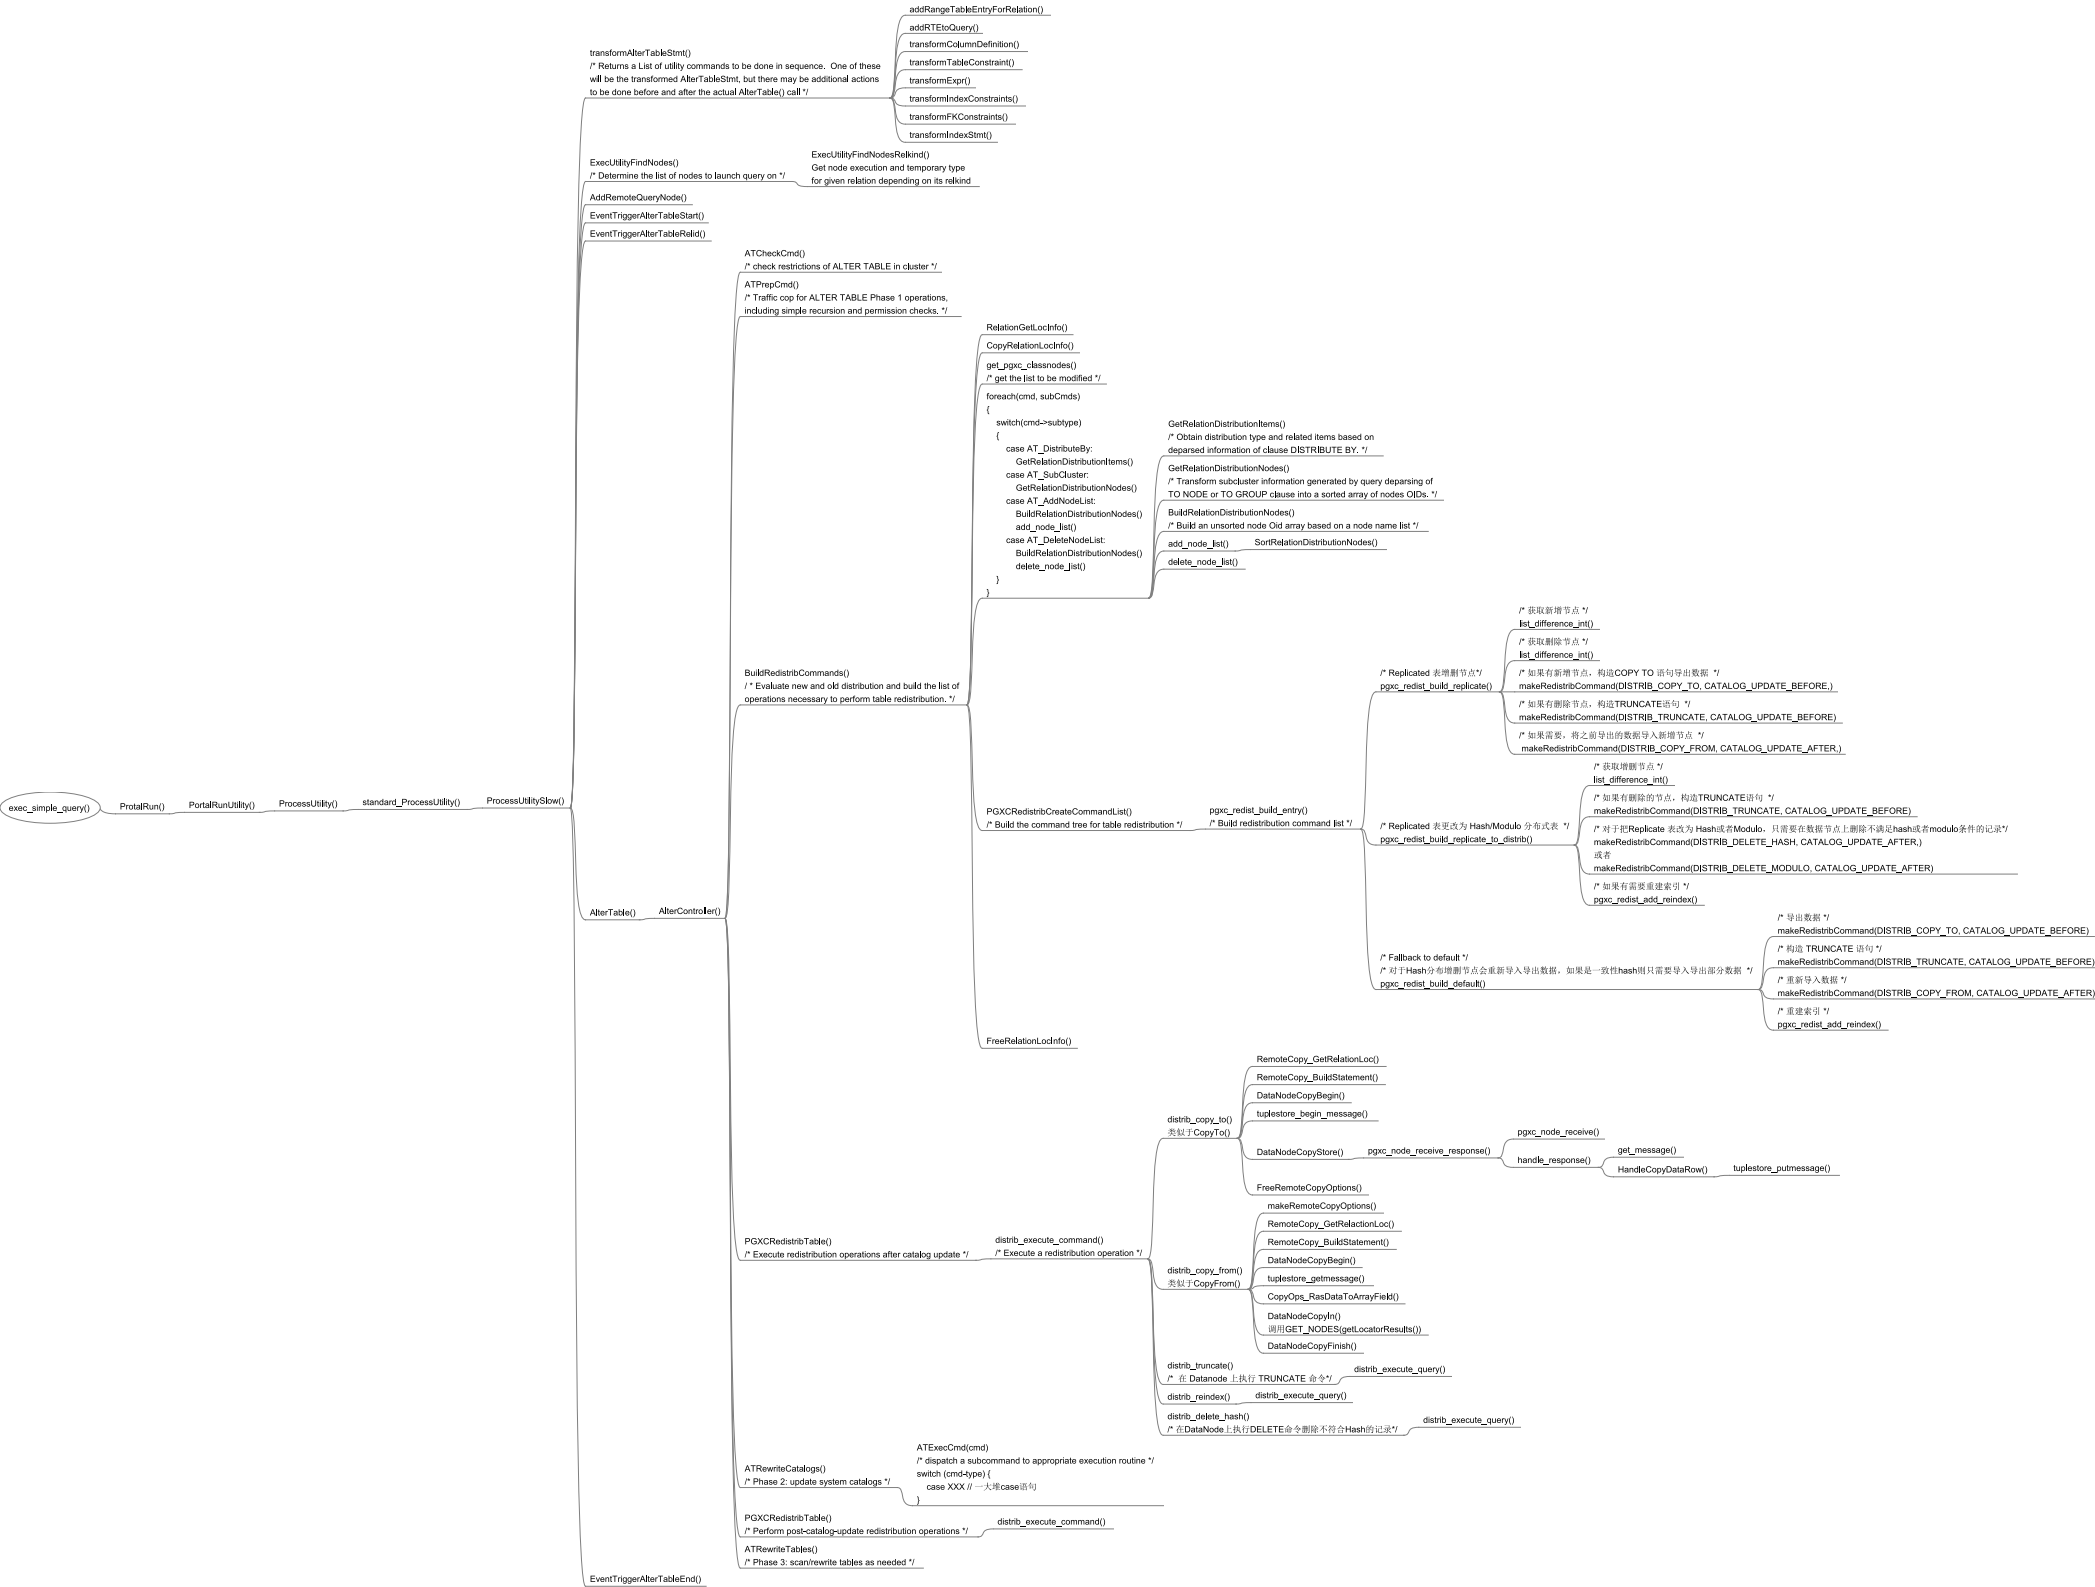 exec_simple_query()
ProtalRun()
PortalRunUtility()
ProcessUtility()
standard_ProcessUtility()
ProcessUtilitySlow()
transformAlterTableStmt()
/* Returns a List of utility commands to be done in sequence.  One of these
will be the transformed AlterTableStmt, but there may be additional actions
to be done before and after the actual AlterTable() call */
addRangeTableEntryForRelation()
addRTEtoQuery()
transformColumnDefinition()
transformTableConstraint()
transformExpr()
transformIndexConstraints()
transformFKConstraints()
transformIndexStmt()
ExecUtilityFindNodes()
/* Determine the list of nodes to launch query on */
ExecUtilityFindNodesRelkind()
Get node execution and temporary type
for given relation depending on its relkind
AddRemoteQueryNode()
EventTriggerAlterTableStart()
EventTriggerAlterTableRelid()
AlterTable()
AlterController()
ATCheckCmd()
/* check restrictions of ALTER TABLE in cluster */
ATPrepCmd()
/* Traffic cop for ALTER TABLE Phase 1 operations,
including simple recursion and permission checks. */
BuildRedistribCommands()
/ * Evaluate new and old distribution and build the list of
operations necessary to perform table redistribution. */
RelationGetLocInfo()
CopyRelationLocInfo()
get_pgxc_classnodes()
/* get the list to be modified */
foreach(cmd, subCmds)
{
switch(cmd->subtype)
{
case AT_DistributeBy:
GetRelationDistributionItems()
case AT_SubCluster:
GetRelationDistributionNodes()
case AT_AddNodeList:
BuildRelationDistributionNodes()
add_node_list()
case AT_DeleteNodeList:
BuildRelationDistributionNodes()
delete_node_list()
}
}
GetRelationDistributionItems()
/* Obtain distribution type and related items based on
deparsed information of clause DISTRIBUTE BY. */
GetRelationDistributionNodes()
/* Transform subcluster information generated by query deparsing of
TO NODE or TO GROUP clause into a sorted array of nodes OIDs. */
BuildRelationDistributionNodes()
/* Build an unsorted node Oid array based on a node name list */
add_node_list()
SortRelationDistributionNodes()
delete_node_list()
PGXCRedistribCreateCommandList()
/* Build the command tree for table redistribution */
pgxc_redist_build_entry()
/* Build redistribution command list */
/* Replicated 表增删节点*/
pgxc_redist_build_replicate()
/* 获取新增节点 */
list_difference_int()
/* 获取删除节点 */
list_difference_int()
/* 如果有新增节点，构造COPY TO 语句导出数据  */
makeRedistribCommand(DISTRIB_COPY_TO, CATALOG_UPDATE_BEFORE,)
/* 如果有删除节点，构造TRUNCATE语句  */
makeRedistribCommand(DISTRIB_TRUNCATE, CATALOG_UPDATE_BEFORE)
/* 如果需要，将之前导出的数据导入新增节点  */
makeRedistribCommand(DISTRIB_COPY_FROM, CATALOG_UPDATE_AFTER,)
/* Replicated 表更改为 Hash/Modulo 分布式表  */
pgxc_redist_build_replicate_to_distrib()
/* 获取增删节点 */
list_difference_int()
/* 如果有删除的节点，构造TRUNCATE语句  */
makeRedistribCommand(DISTRIB_TRUNCATE, CATALOG_UPDATE_BEFORE)
/* 对于把Replicate 表改为 Hash或者Modulo，只需要在数据节点上删除不满足hash或者modulo条件的记录*/
makeRedistribCommand(DISTRIB_DELETE_HASH, CATALOG_UPDATE_AFTER,)
或者
makeRedistribCommand(DISTRIB_DELETE_MODULO, CATALOG_UPDATE_AFTER)
/* 如果有需要重建索引 */
pgxc_redist_add_reindex()
/* Fallback to default */
/* 对于Hash分布增删节点会重新导入导出数据，如果是一致性hash则只需要导入导出部分数据  */
pgxc_redist_build_default()
/* 导出数据 */
makeRedistribCommand(DISTRIB_COPY_TO, CATALOG_UPDATE_BEFORE)
/* 构造 TRUNCATE 语句 */
makeRedistribCommand(DISTRIB_TRUNCATE, CATALOG_UPDATE_BEFORE)
/* 重新导入数据 */
makeRedistribCommand(DISTRIB_COPY_FROM, CATALOG_UPDATE_AFTER)
/* 重建索引 */
pgxc_redist_add_reindex()
FreeRelationLocInfo()
PGXCRedistribTable()
/* Execute redistribution operations after catalog update */
distrib_execute_command()
/* Execute a redistribution operation */
distrib_copy_to()
类似于CopyTo()
RemoteCopy_GetRelationLoc()
RemoteCopy_BuildStatement()
DataNodeCopyBegin()
tuplestore_begin_message()
DataNodeCopyStore()
pgxc_node_receive_response()
pgxc_node_receive()
handle_response()
get_message()
HandleCopyDataRow()
tuplestore_putmessage()
FreeRemoteCopyOptions()
distrib_copy_from()
类似于CopyFrom()
makeRemoteCopyOptions()
RemoteCopy_GetRelactionLoc()
RemoteCopy_BuildStatement()
DataNodeCopyBegin()
tuplestore_getmessage()
CopyOps_RasDataToArrayField()
DataNodeCopyIn()
调用GET_NODES(getLocatorResults())
DataNodeCopyFinish()
distrib_truncate()
/*  在 Datanode 上执行 TRUNCATE 命令*/
distrib_execute_query()
distrib_reindex()
distrib_execute_query()
distrib_delete_hash()
/* 在DataNode上执行DELETE命令删除不符合Hash的记录*/
distrib_execute_query()
ATRewriteCatalogs()
/* Phase 2: update system catalogs */
ATExecCmd(cmd)
/* dispatch a subcommand to appropriate execution routine */
switch (cmd-type) {
case XXX // 一大堆case语句
}
PGXCRedistribTable()
/* Perform post-catalog-update redistribution operations */
distrib_execute_command()
ATRewriteTables()
/* Phase 3: scan/rewrite tables as needed */
EventTriggerAlterTableEnd()